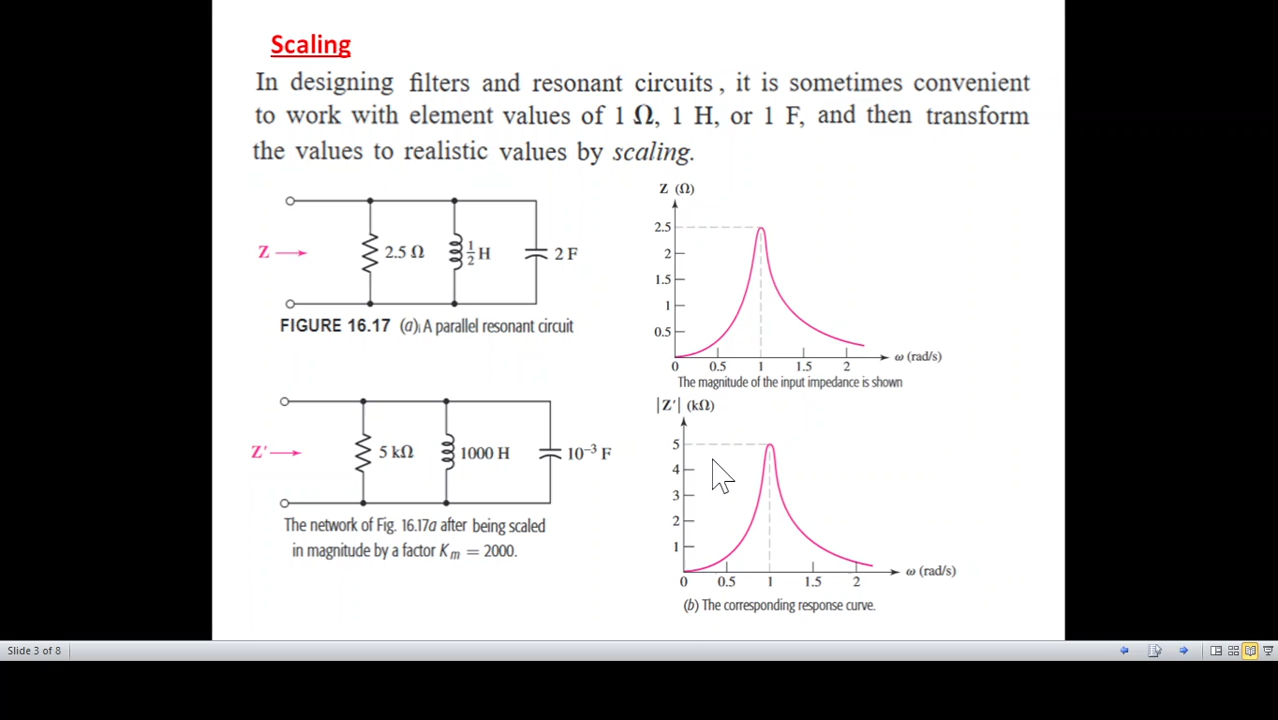 Scaling
In designing filters and resonant circuits, it is sometimes convenient
to work with element values of 1 Ω, 1 H, or 1 F, and then transform
the values to realistic values by scaling.
Z
2.5 Ω
1/2 H
2 F
FIGURE 16.17 (a) A parallel resonant circuit
Z (Ω)
2.5
2
1.5
1
0.5
0 0.5 1 1.5 2
ω (rad/s)
The magnitude of the input impedance is shown
Z′
5 kΩ
1000 H
10⁻³ F
The network of Fig. 16.17a after being scaled
in magnitude by a factor Km = 2000.
|Z′| (kΩ)
5
4
3
2
1
0 0.5 1 1.5 2
ω (rad/s)
(b) The corresponding response curve.
Slide 3 of 8